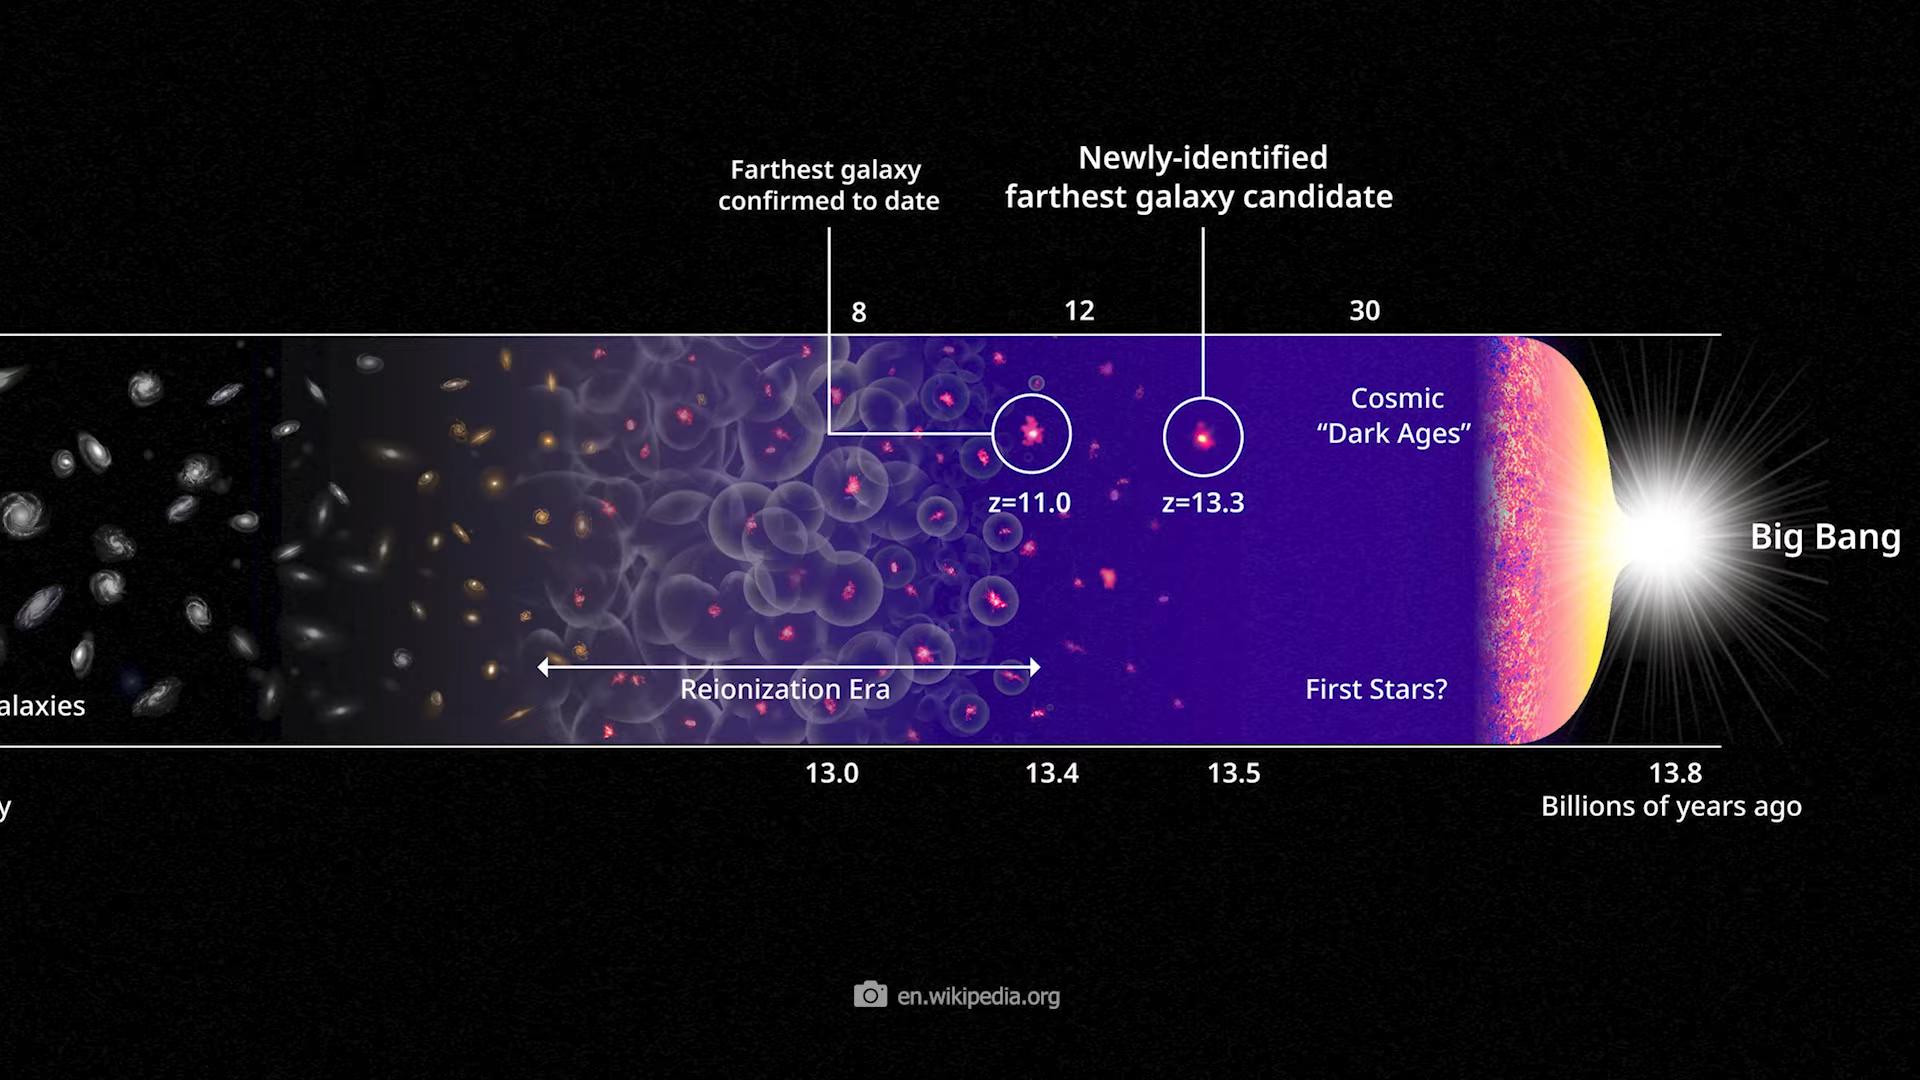 Farthest galaxy
confirmed to date
Newly-identified
farthest galaxy candidate
8
12
30
Cosmic
“Dark Ages”
z=11.0
z=13.3
Big Bang
Reionization Era
First Stars?
alaxies
13.0
13.4
13.5
13.8
y
Billions of years ago
en.wikipedia.org